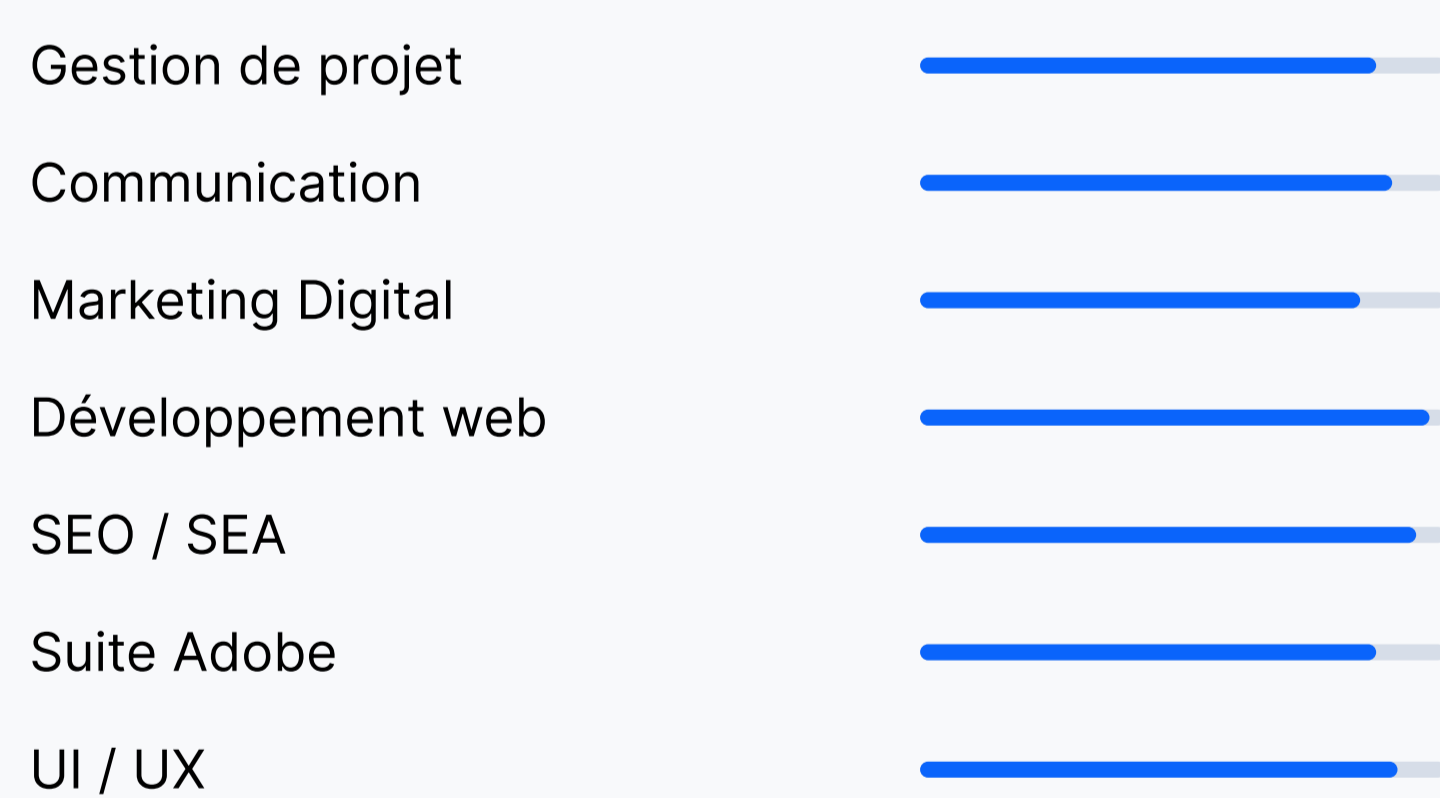 Gestion de projet
Communication
Marketing Digital
Développement web
SEO / SEA
Suite Adobe
UI / UX